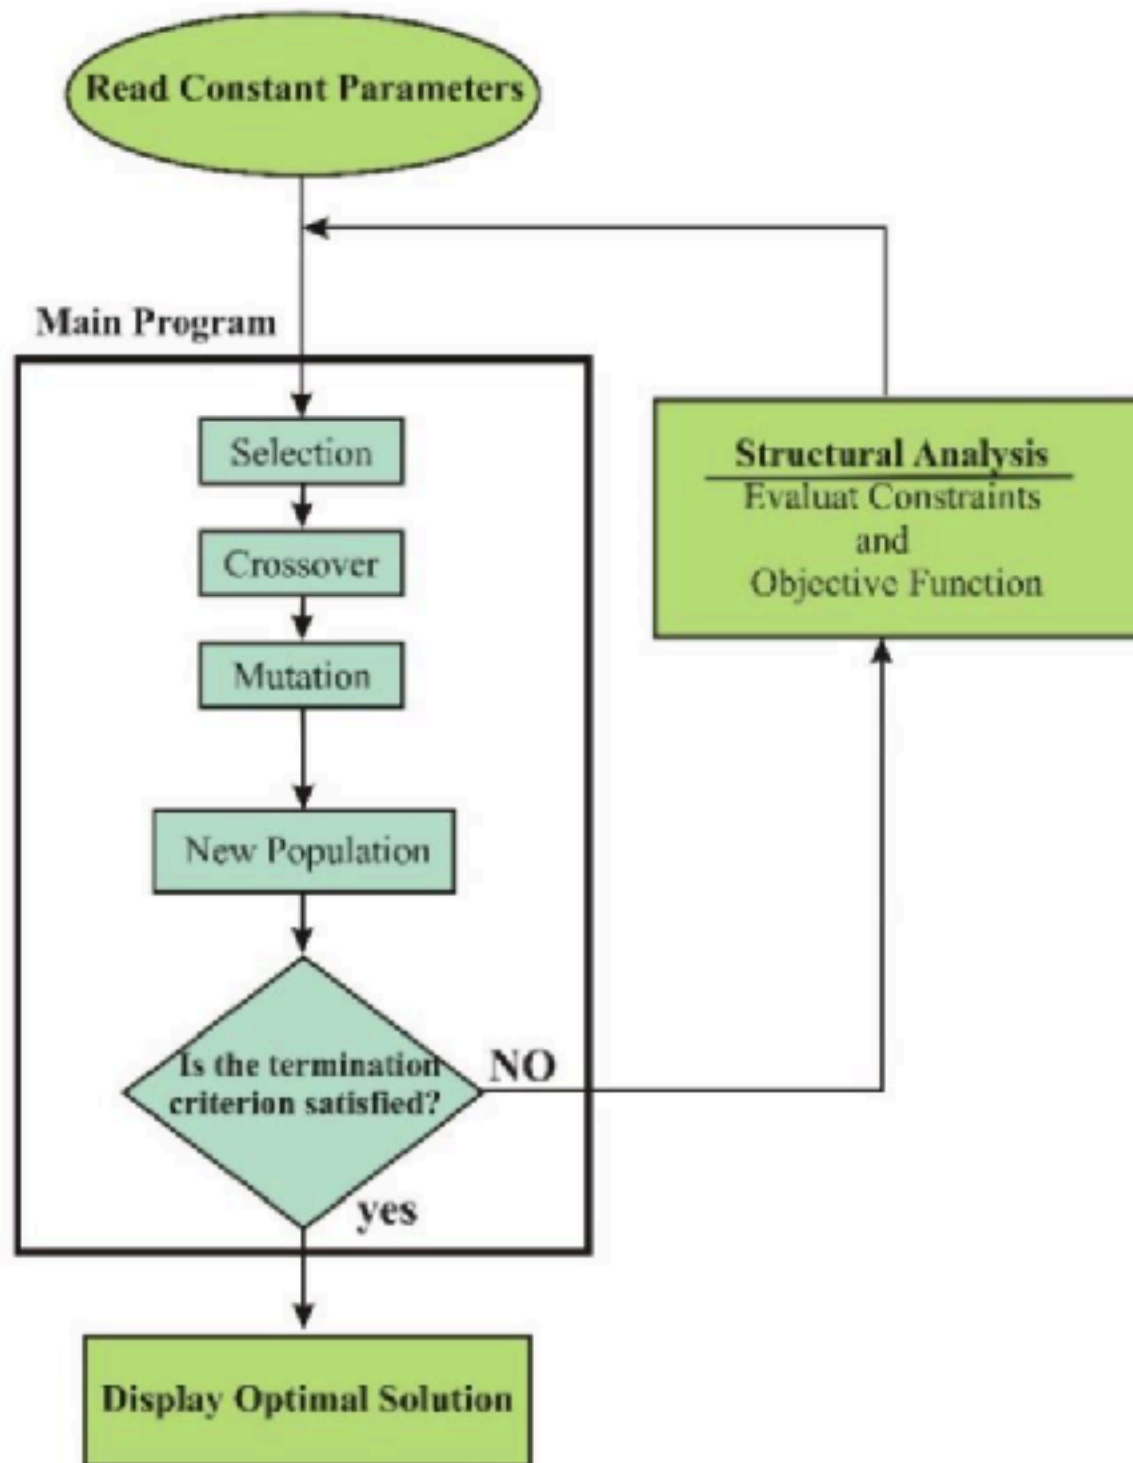 Read Constant Parameters
Main Program
Selection
Crossover
Mutation
New Population
Is the termination
criterion satisfied?
NO
yes
Structural Analysis
Evaluat Constraints
and
Objective Function
Display Optimal Solution